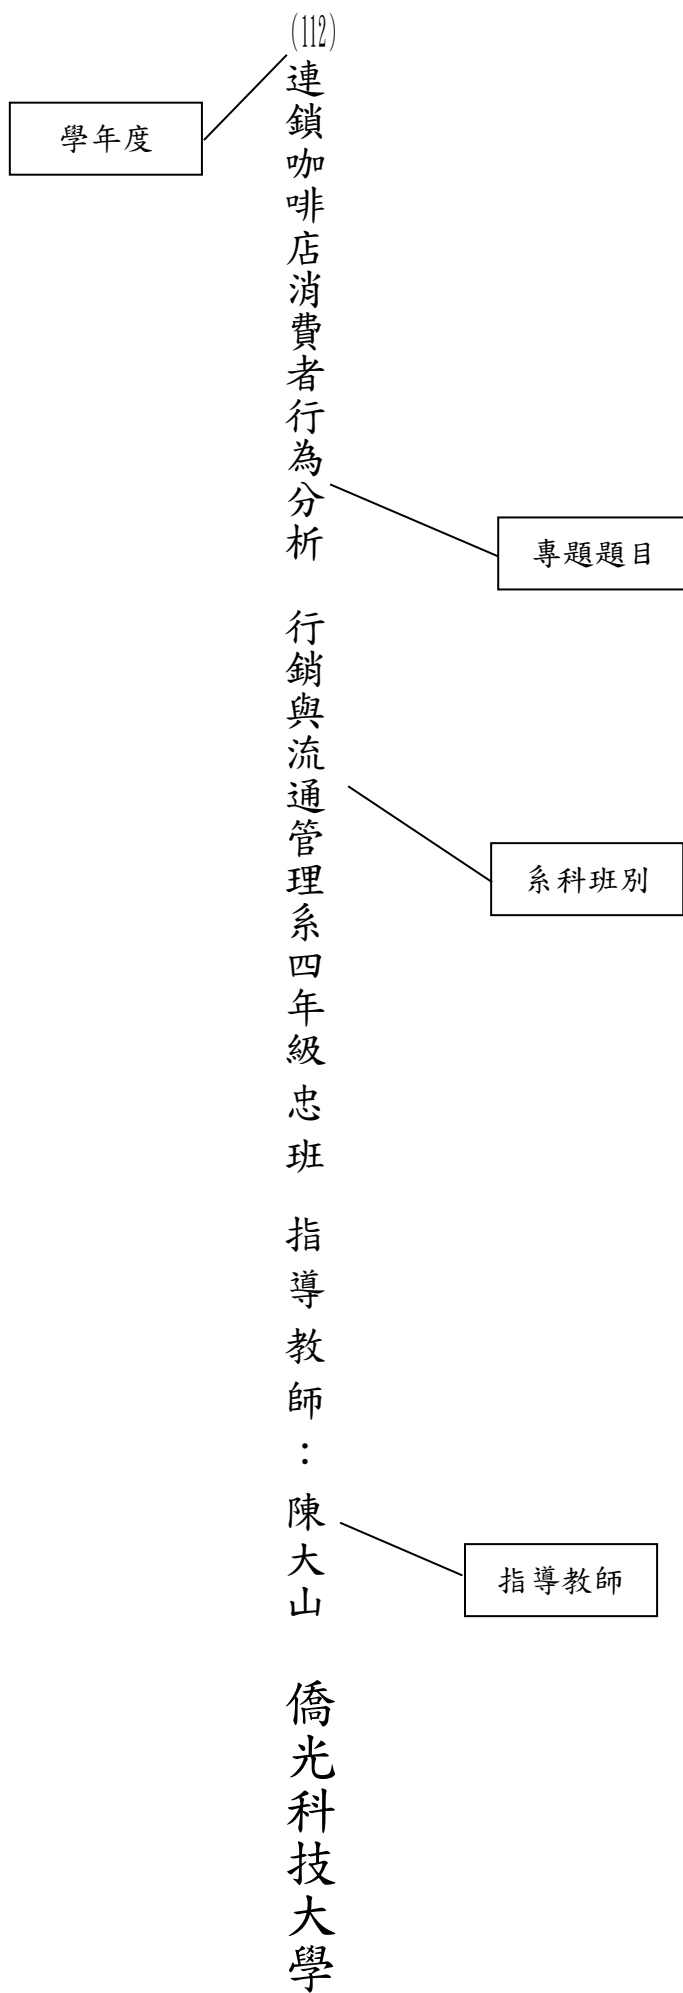 (112)
學年度
連鎖咖啡店消費者行為分析
專題題目
行銷與流通管理系四年級忠班
系科班別
指導教師：陳大山
指導教師
僑光科技大學